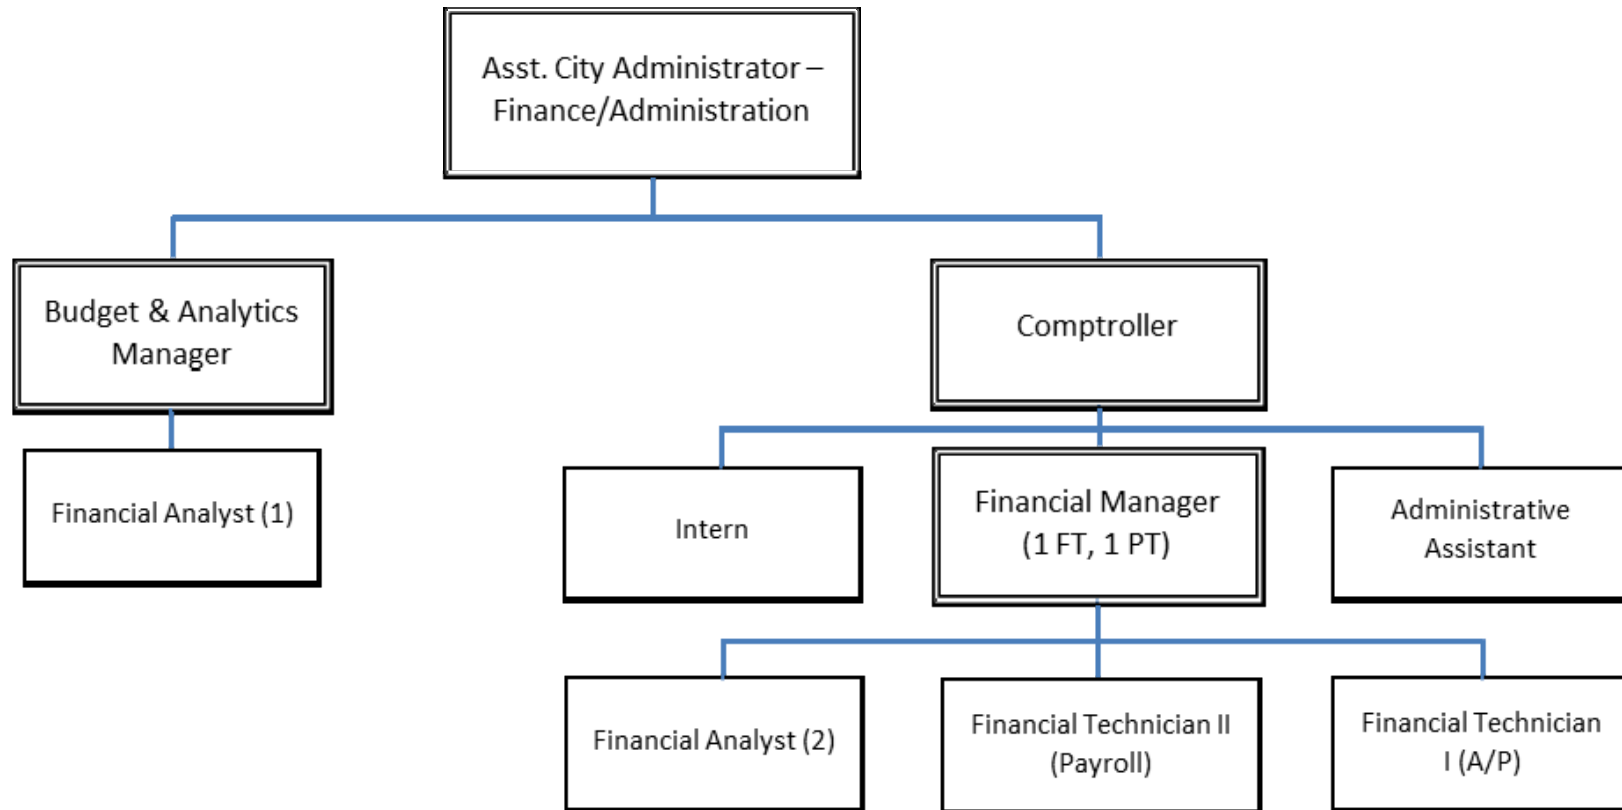 Asst. City Administrator –
Finance/Administration
Budget & Analytics
Manager
Comptroller
Financial Analyst (1)
Intern
Financial Manager
(1 FT, 1 PT)
Administrative
Assistant
Financial Analyst (2)
Financial Technician II
(Payroll)
Financial Technician
I (A/P)